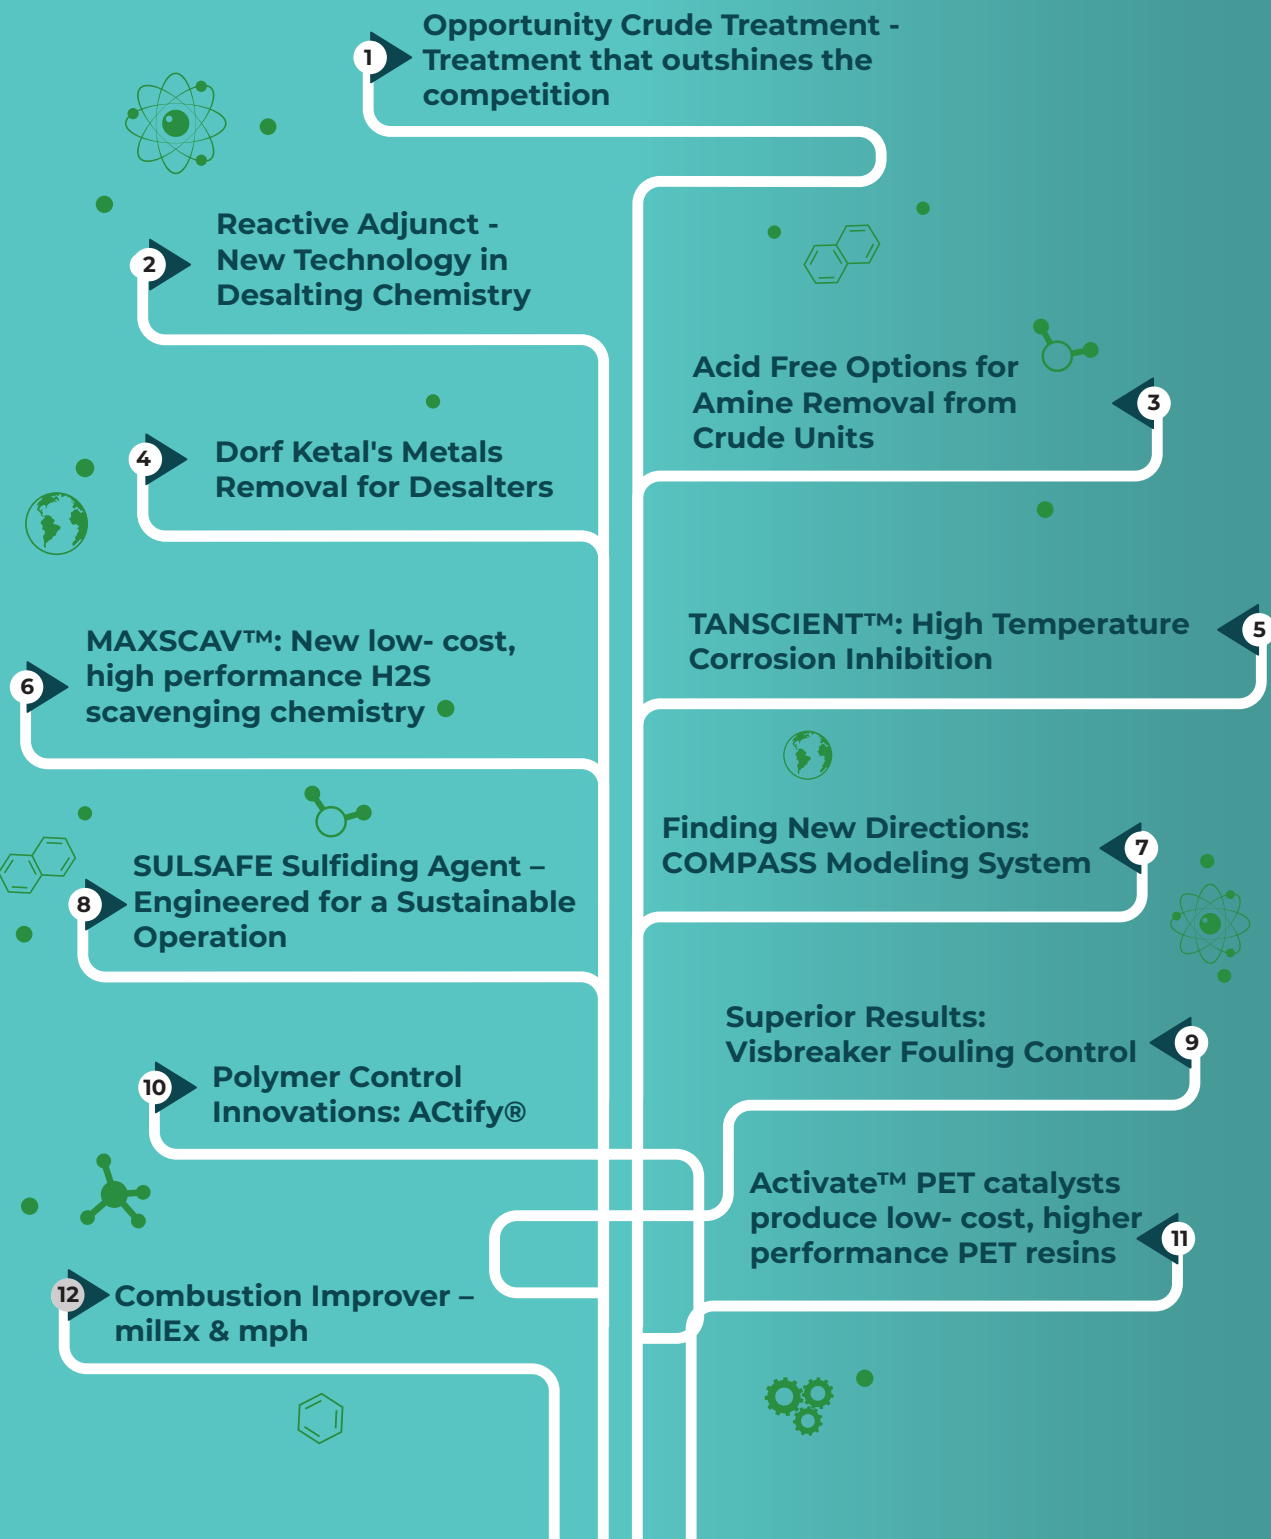 1
Opportunity Crude Treatment -
Treatment that outshines the
competition
2
Reactive Adjunct -
New Technology in
Desalting Chemistry
3
Acid Free Options for
Amine Removal from
Crude Units
4
Dorf Ketal's Metals
Removal for Desalters
5
TANSCIENT™: High Temperature
Corrosion Inhibition
6
MAXSCAV™: New low- cost,
high performance H2S
scavenging chemistry
7
Finding New Directions:
COMPASS Modeling System
8
SULSAFE Sulfiding Agent –
Engineered for a Sustainable
Operation
9
Superior Results:
Visbreaker Fouling Control
10
Polymer Control
Innovations: ACtify®
11
Activate™ PET catalysts
produce low- cost, higher
performance PET resins
12
Combustion Improver –
milEx & mph